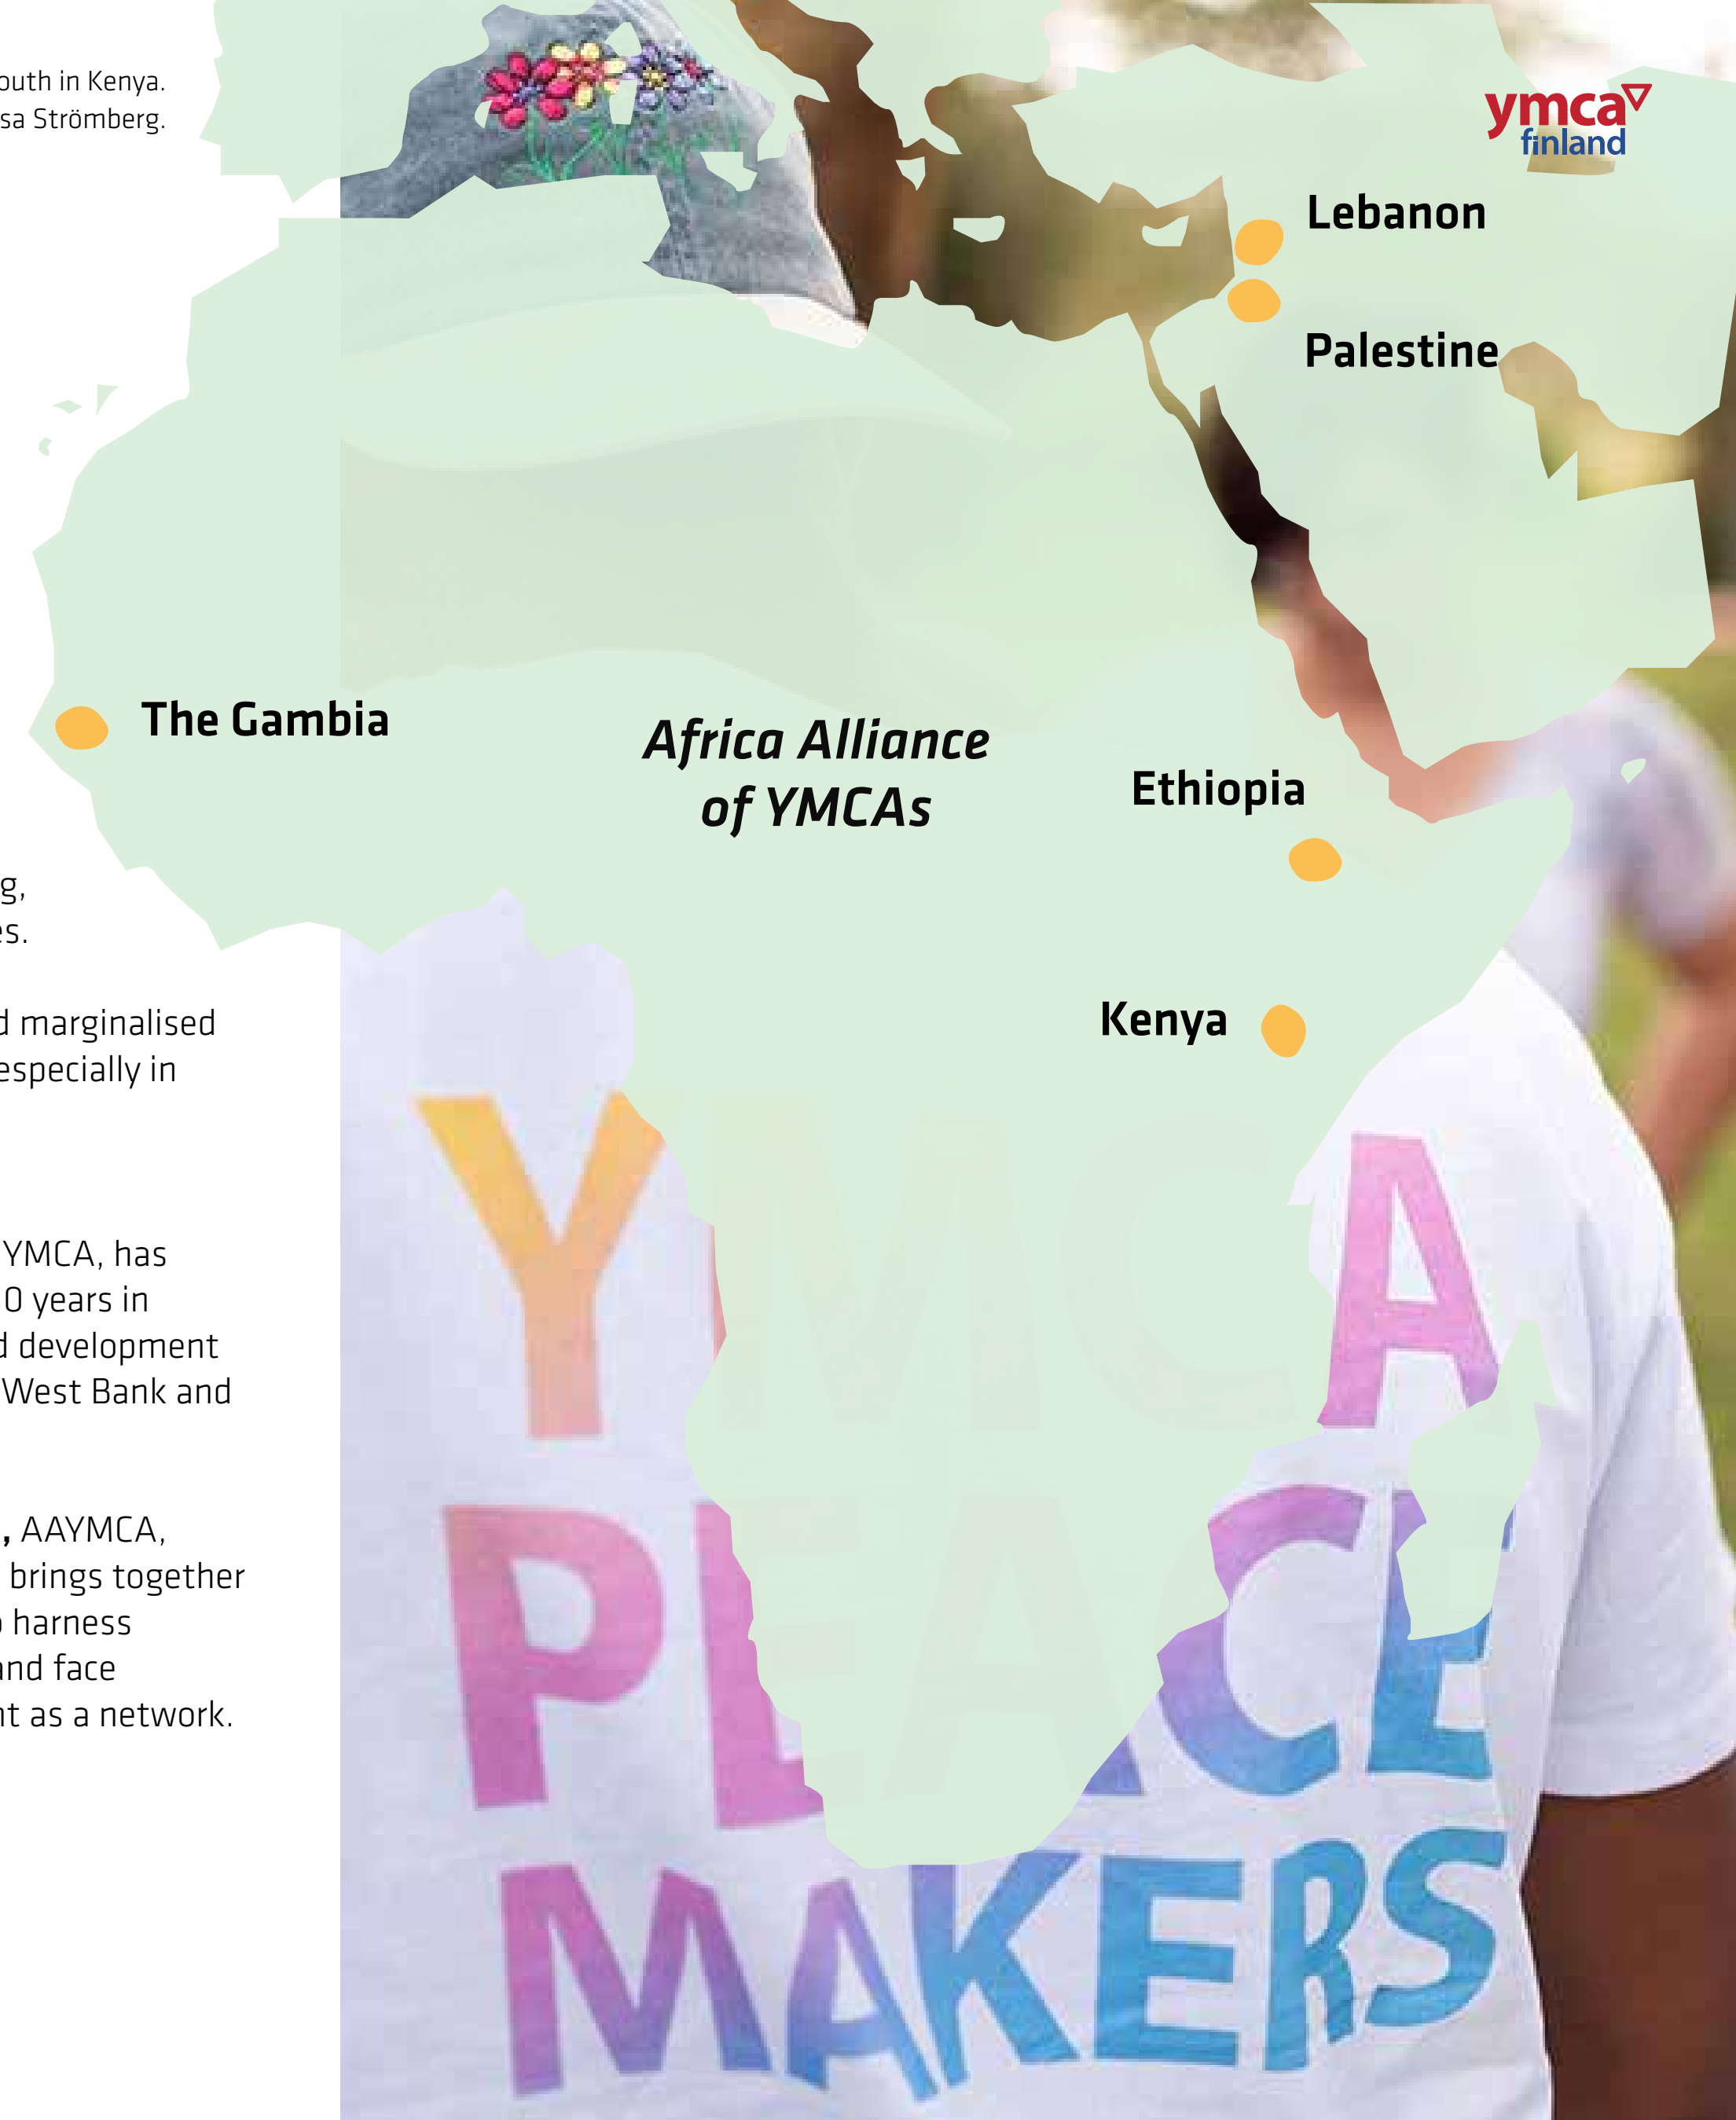 outh in Kenya.
sa Strömberg.
ymca
finland
Lebanon
Palestine
The Gambia
Africa Alliance
of YMCAs
Ethiopia
Kenya
g,
es.
d marginalised
especially in
YMCA, has
0 years in
d development
West Bank and
, AAYMCA,
brings together
o harness
and face
nt as a network.
YMCA
PEACE
MAKERS